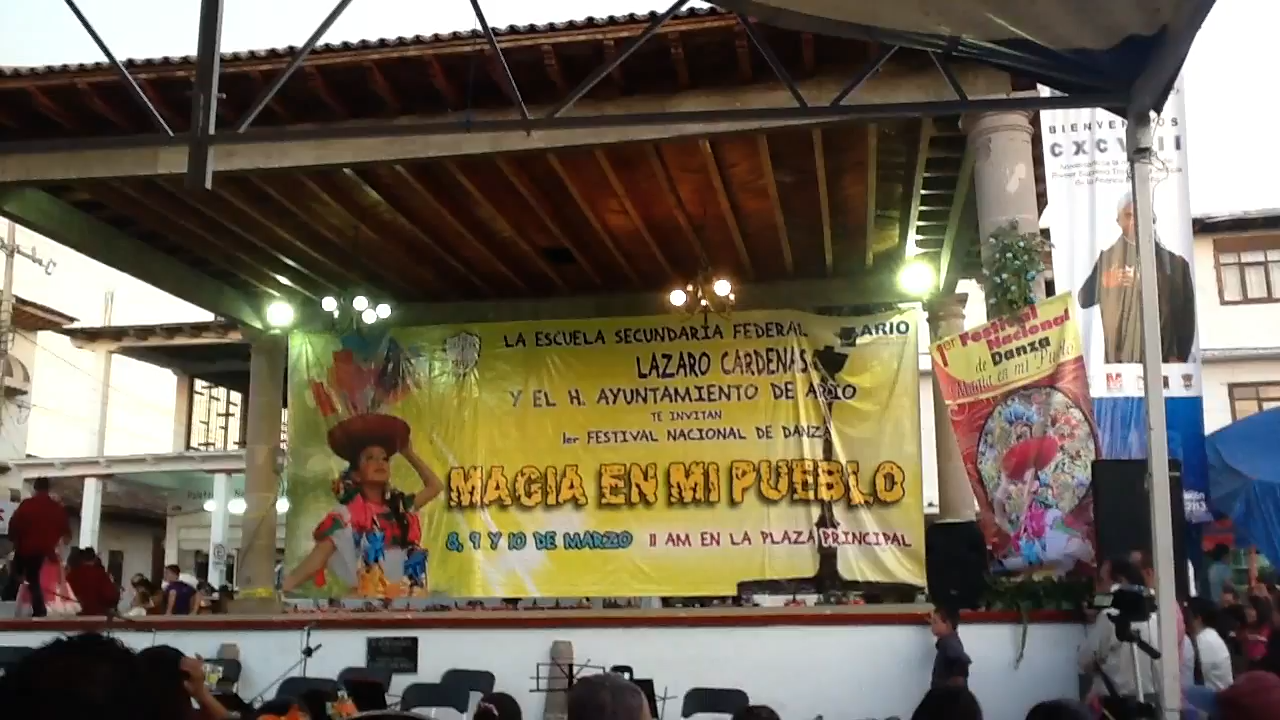 LA ESCUELA SECUNDARIA FEDERAL
ARIO
LAZARO CARDENAS
Y EL H. AYUNTAMIENTO DE ARIO
TE INVITAN
1er FESTIVAL NACIONAL DE DANZA
MAGIA EN MI PUEBLO
8, 9 Y 10 DE MARZO 11 AM EN LA PLAZA PRINCIPAL
1er Festival
Nacional
de Danza
Magia en mi Pueblo